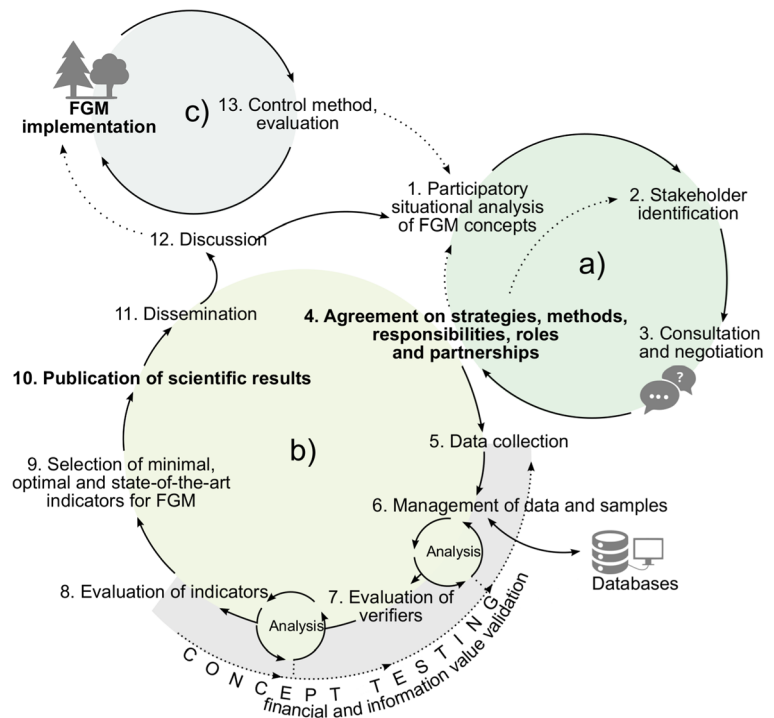 FGM
implementation
c)
13. Control method,
evaluation
1. Participatory
situational analysis
of FGM concepts
2. Stakeholder
identification
12. Discussion
a)
11. Dissemination
4. Agreement on strategies, methods,
responsibilities, roles
and partnerships
3. Consultation
and negotiation
?
...
10. Publication of scientific results
b)
5. Data collection
9. Selection of minimal,
optimal and state-of-the-art
indicators for FGM
6. Management of data and samples
Analysis
Databases
8. Evaluation of indicators
7. Evaluation of
verifiers
Analysis
CONCEPT TESTING
financial and information value validation